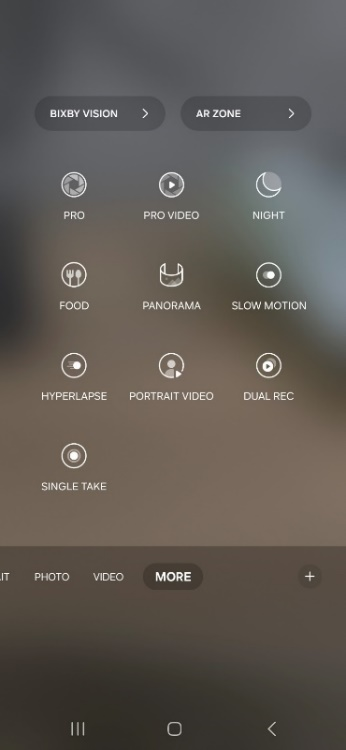 BIXBY VISION
AR ZONE
PRO
PRO VIDEO
NIGHT
FOOD
PANORAMA
SLOW MOTION
HYPERLAPSE
PORTRAIT VIDEO
DUAL REC
SINGLE TAKE
IT PHOTO VIDEO MORE